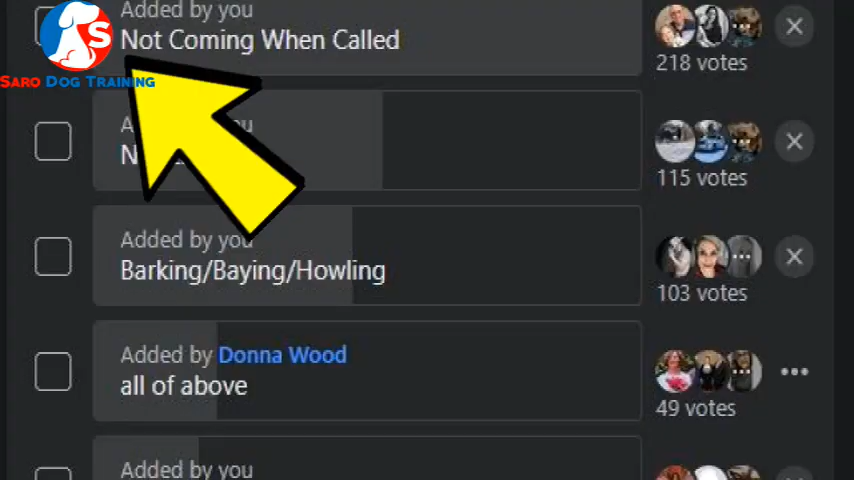 Added by you
Not Coming When Called
218 votes
SARO DOG TRAINING
S
you
115 votes
Added by you
Barking/Baying/Howling
103 votes
Added by Donna Wood
all of above
49 votes
Added by you